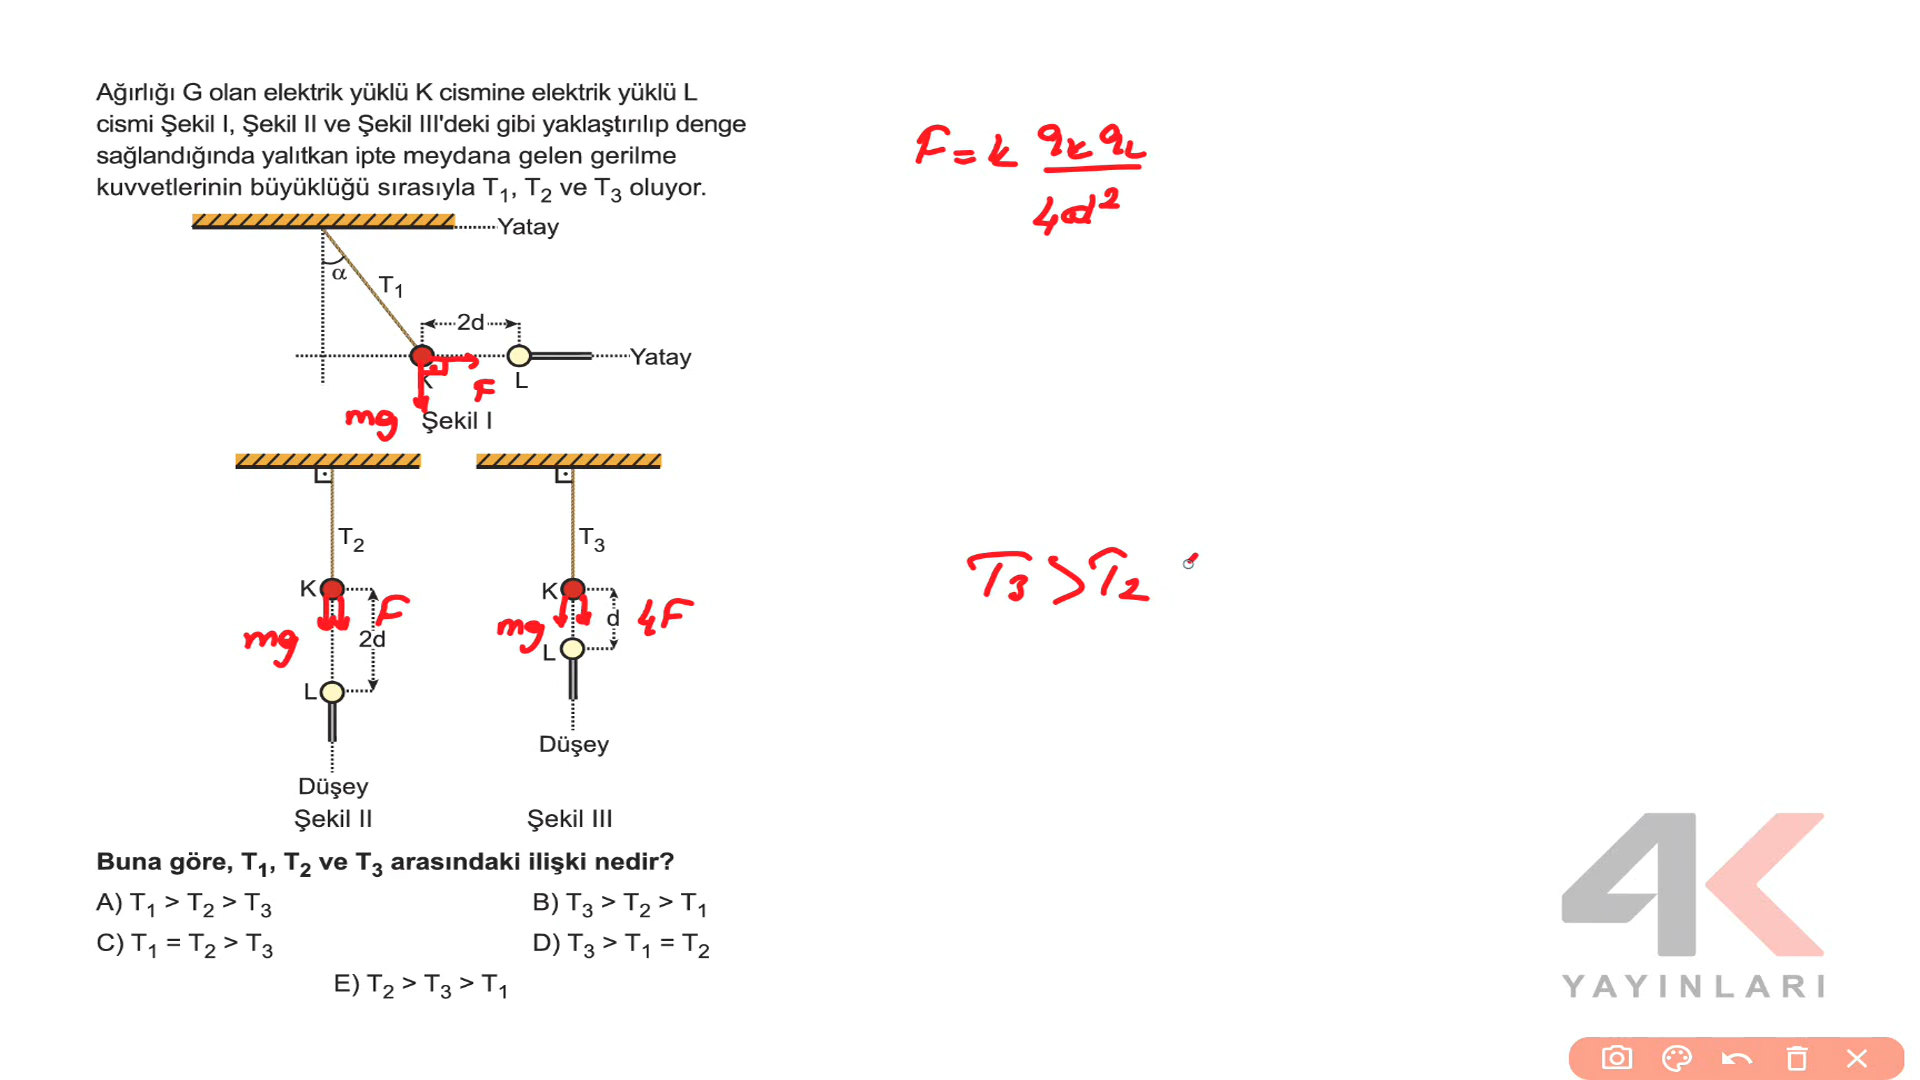 Ağırlığı G olan elektrik yüklü K cismine elektrik yüklü L
cismi Şekil I, Şekil II ve Şekil III'deki gibi yaklaştırılıp denge
sağlandığında yalıtkan ipte meydana gelen gerilme
kuvvetlerinin büyüklüğü sırasıyla T₁, T₂ ve T₃ oluyor.
F = k qK qL / 4d²
Yatay
α
T₁
2d
Yatay
K
L
F
mg
Şekil I
T₂
K
F
mg
2d
L
Düşey
Şekil II
T₃
K
d
4F
mg
L
Düşey
Şekil III
T₃ > T₂
Buna göre, T₁, T₂ ve T₃ arasındaki ilişki nedir?
A) T₁ > T₂ > T₃
B) T₃ > T₂ > T₁
C) T₁ = T₂ > T₃
D) T₃ > T₁ = T₂
E) T₂ > T₃ > T₁
4K
YAYINLARI